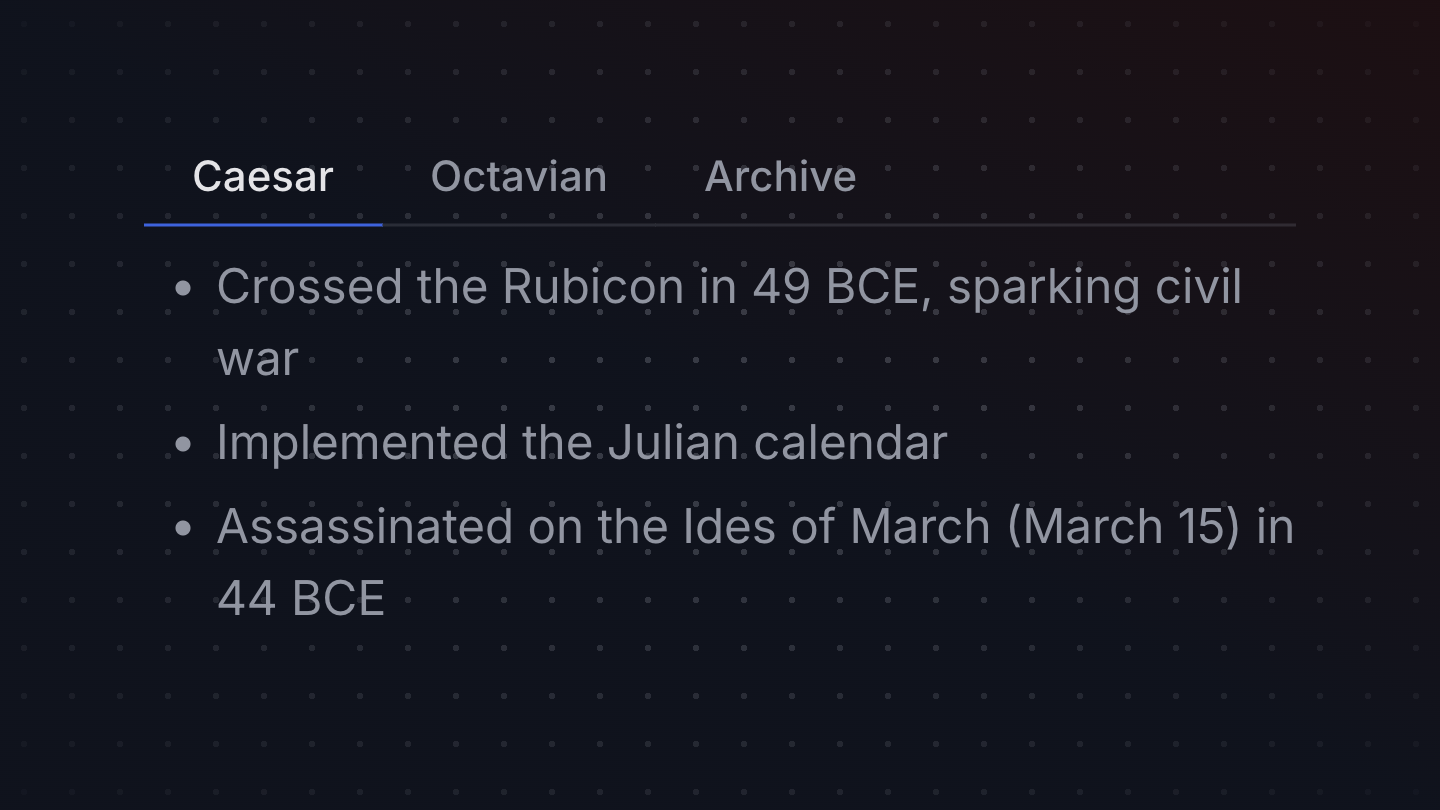 Caesar Octavian Archive
• Crossed the Rubicon in 49 BCE, sparking civil
war
• Implemented the Julian calendar
• Assassinated on the Ides of March (March 15) in
44 BCE